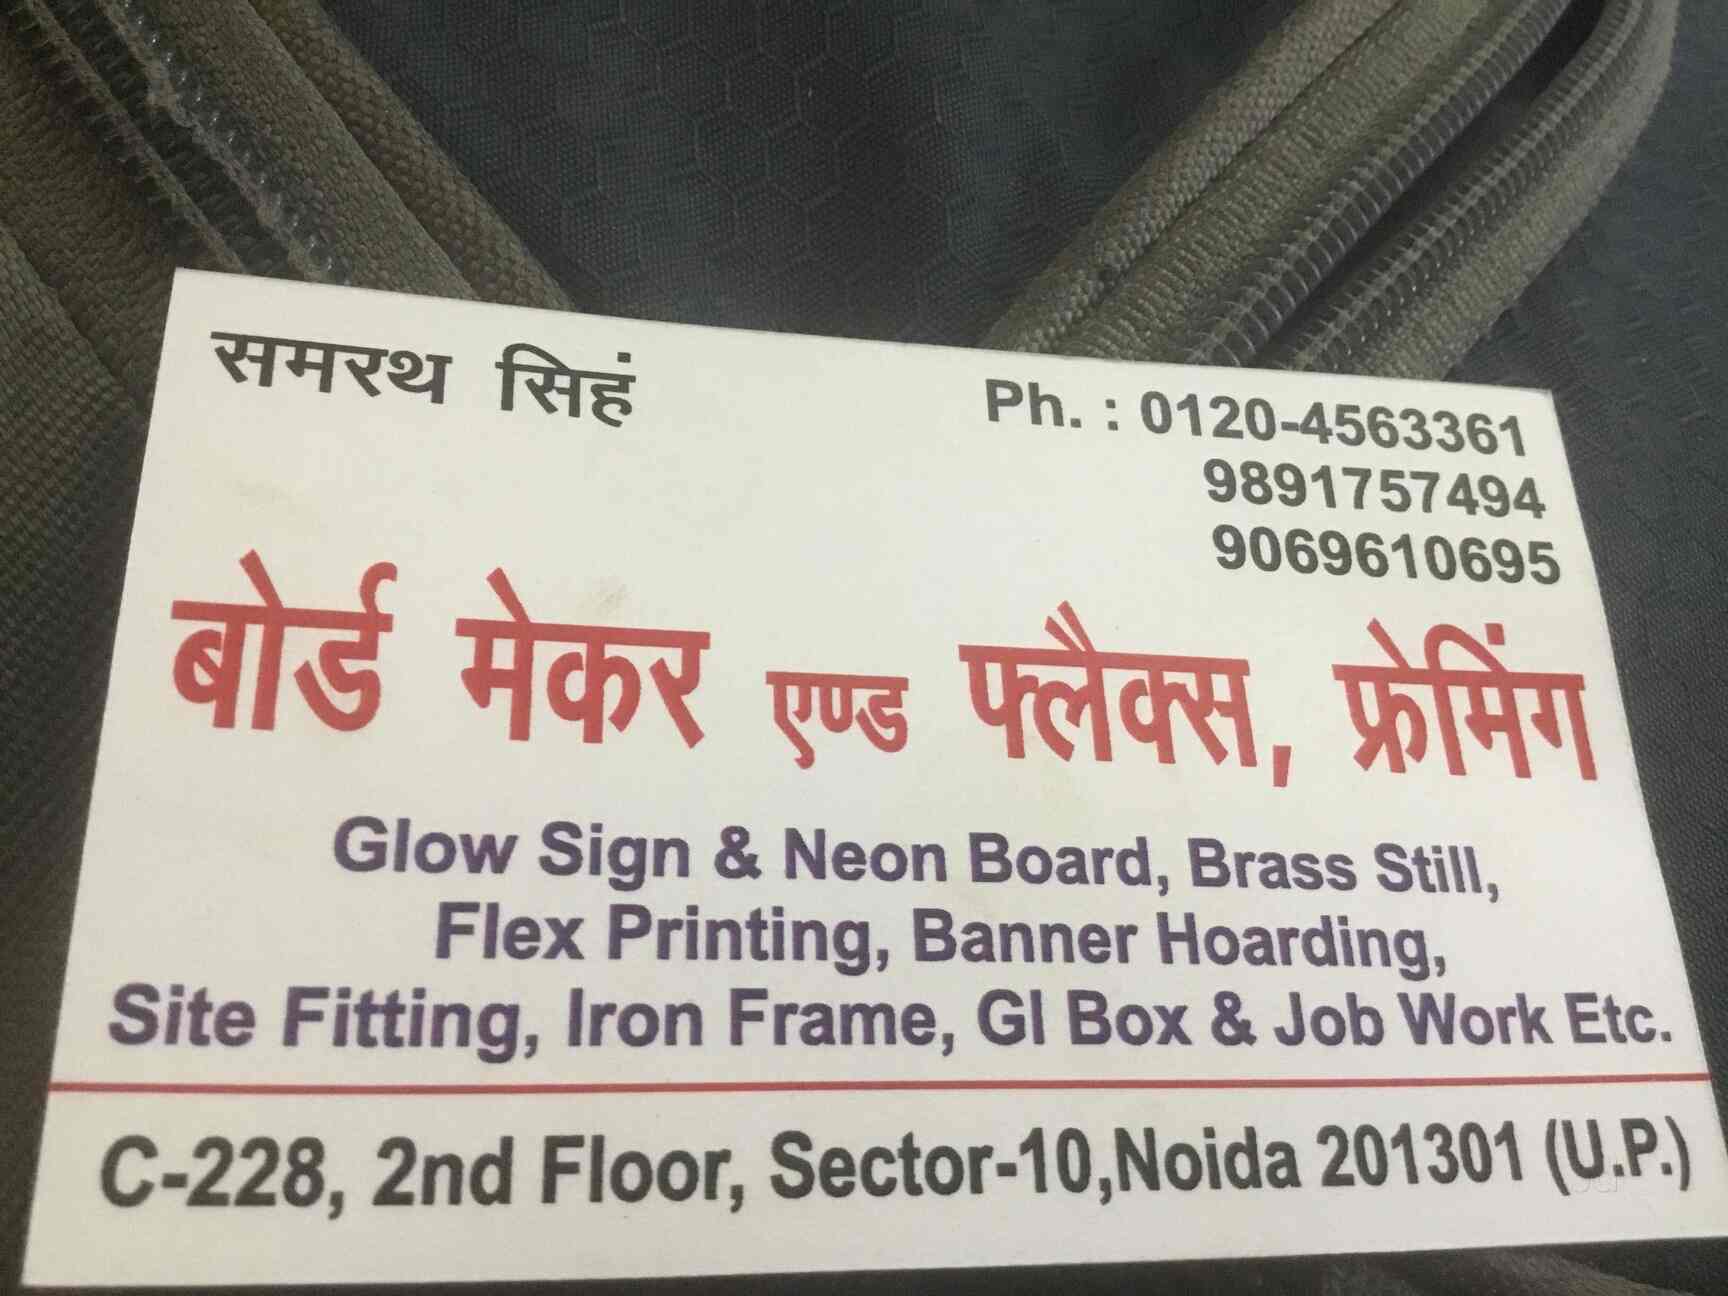 समरथ सिहं
Ph. : 0120-4563361
9891757494
9069610695
बोर्ड मेकर एण्ड फ्लैक्स, फ्रेमिंग
Glow Sign & Neon Board, Brass Still,
Flex Printing, Banner Hoarding,
Site Fitting, Iron Frame, GI Box & Job Work Etc.
C-228, 2nd Floor, Sector-10,Noida 201301 (U.P.)